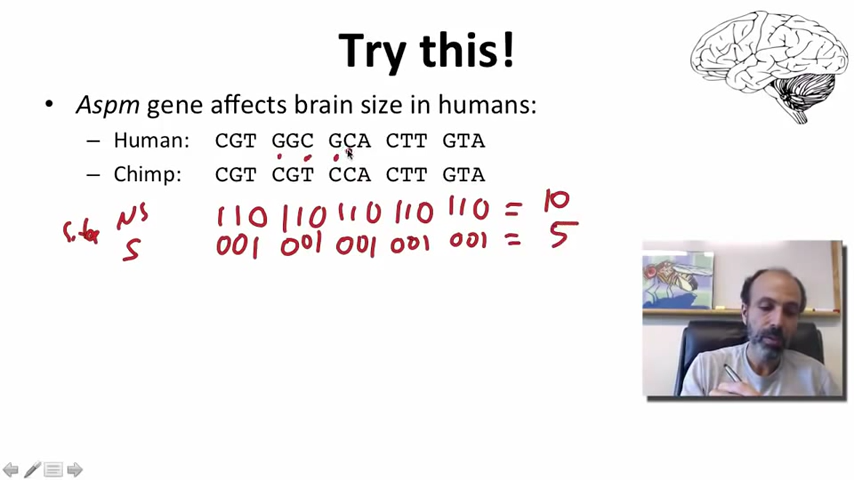 Try this!
• Aspm gene affects brain size in humans:
– Human: CGT GGC GCA CTT GTA
– Chimp: CGT CGT CCA CTT GTA
Sites NS 110 110 110 110 110 = 10
S 001 001 001 001 001 = 5